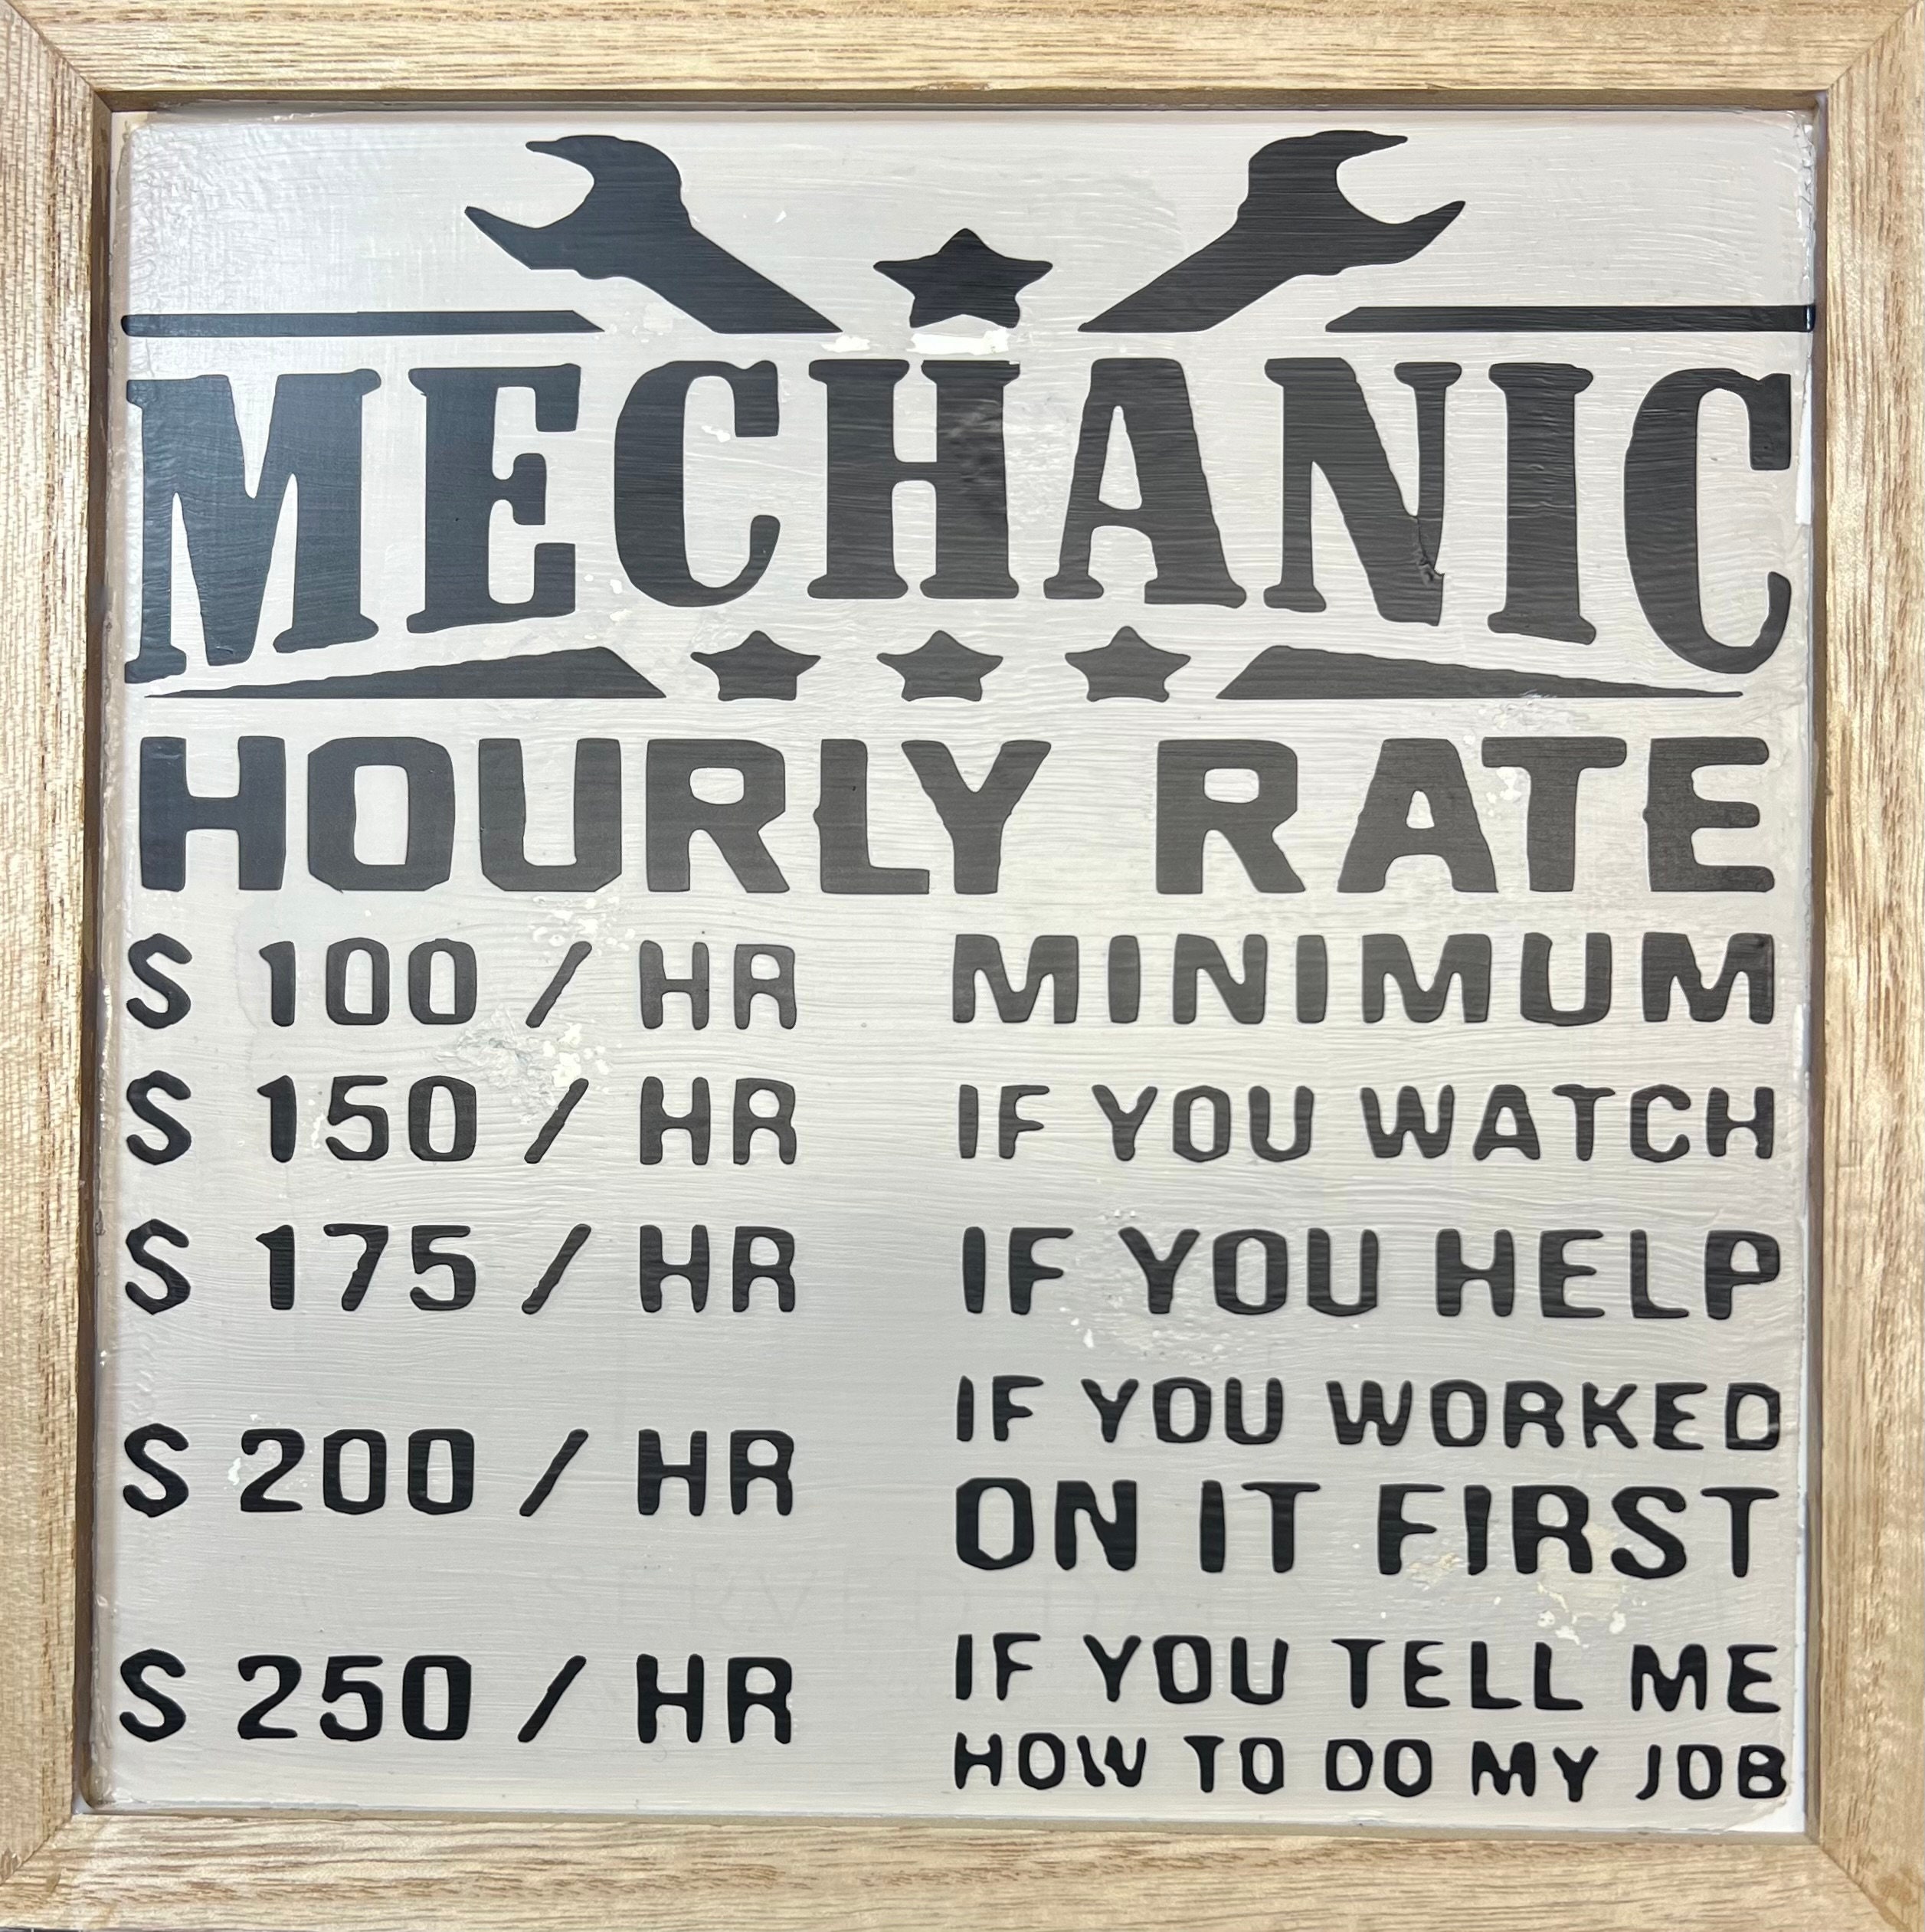 MECHANIC
HOURLY RATE
$ 100 / HR MINIMUM
$ 150 / HR IF YOU WATCH
$ 175 / HR IF YOU HELP
$ 200 / HR IF YOU WORKED
ON IT FIRST
$ 250 / HR IF YOU TELL ME
HOW TO DO MY JOB